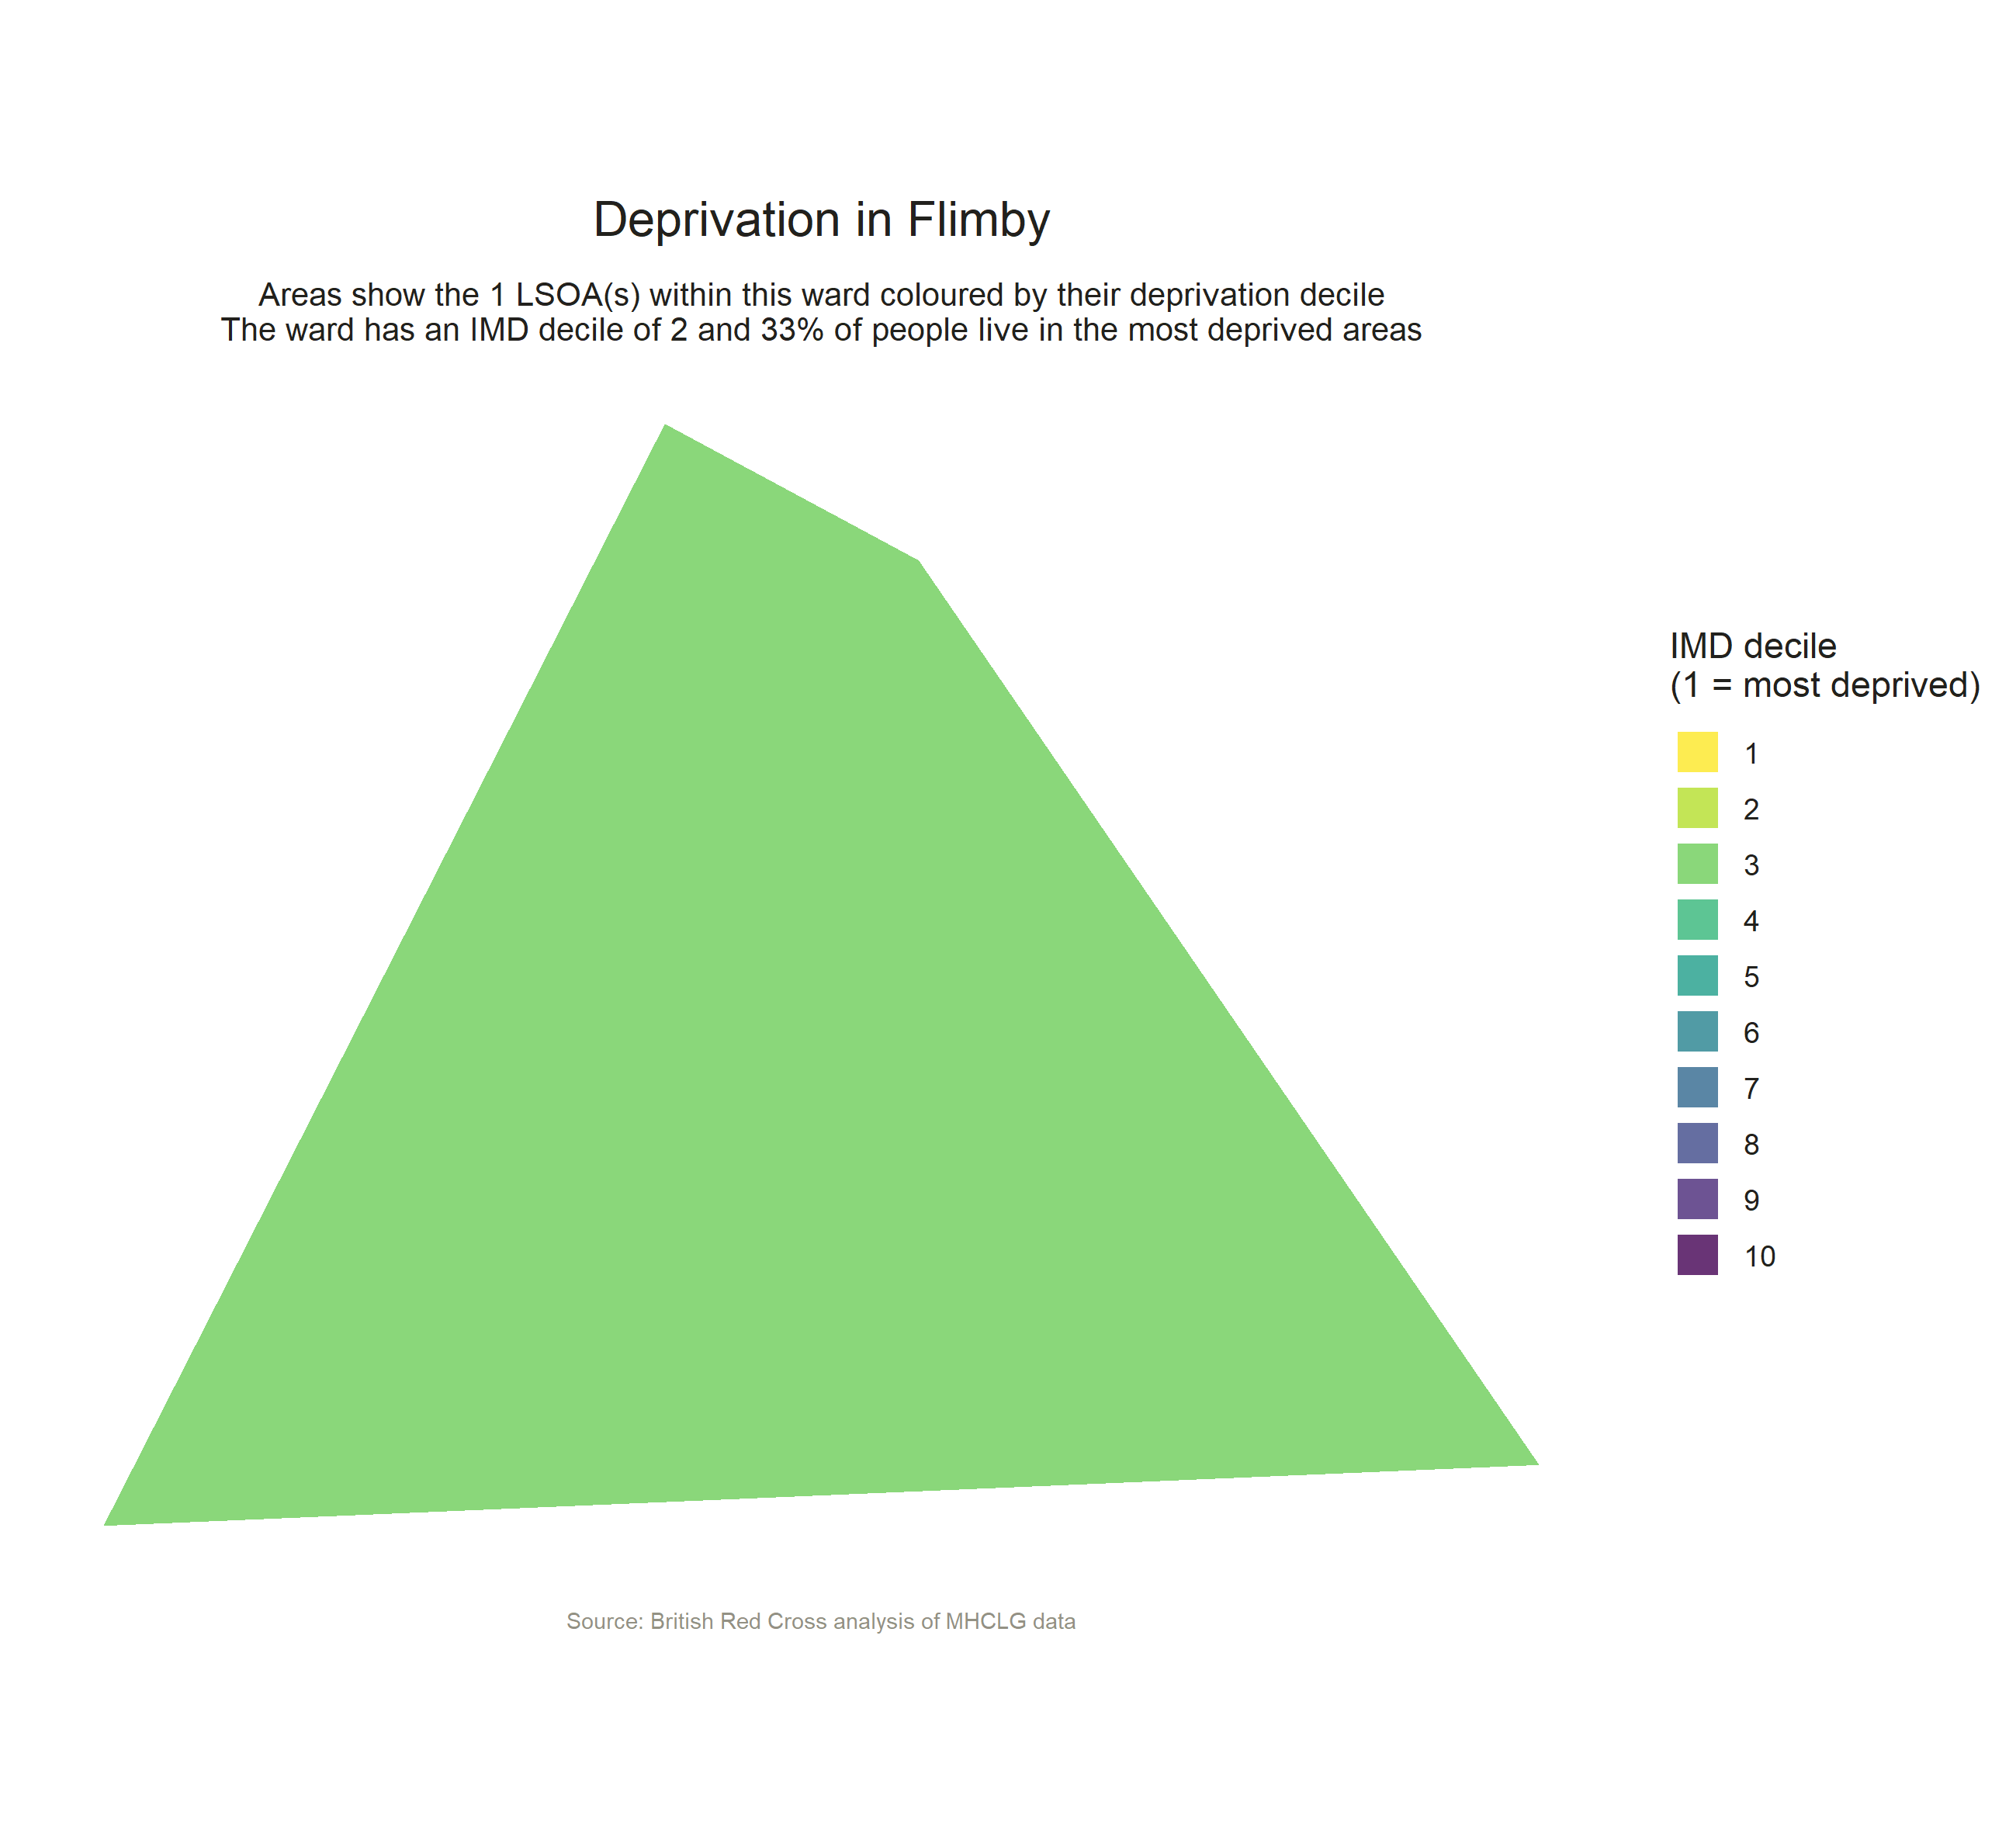 Deprivation in Flimby
Areas show the 1 LSOA(s) within this ward coloured by their deprivation decile
The ward has an IMD decile of 2 and 33% of people live in the most deprived areas
IMD decile
(1 = most deprived)
1
2
3
4
5
6
7
8
9
10
Source: British Red Cross analysis of MHCLG data